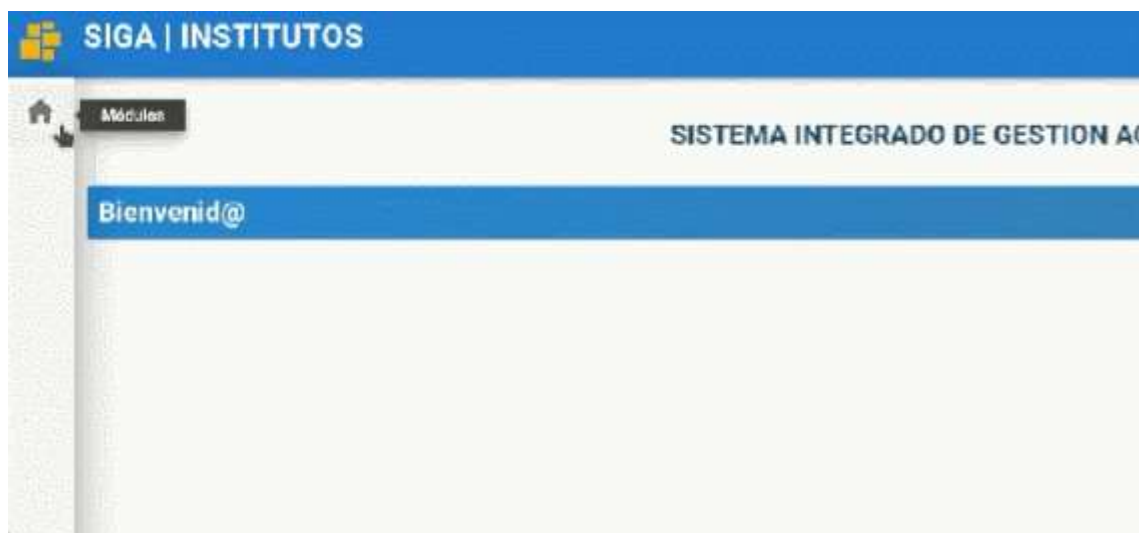 SIGA | INSTITUTOS
Módulos
SISTEMA INTEGRADO DE GESTION
Bienvenid@